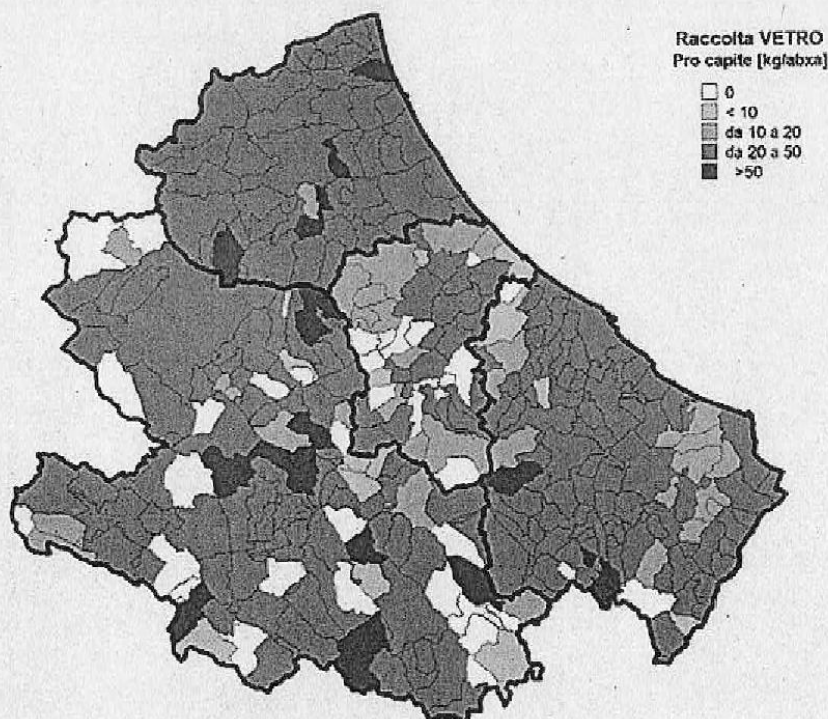 Raccolta VETRO
Pro capite [kg/abxa]
0
< 10
da 10 a 20
da 20 a 50
>50